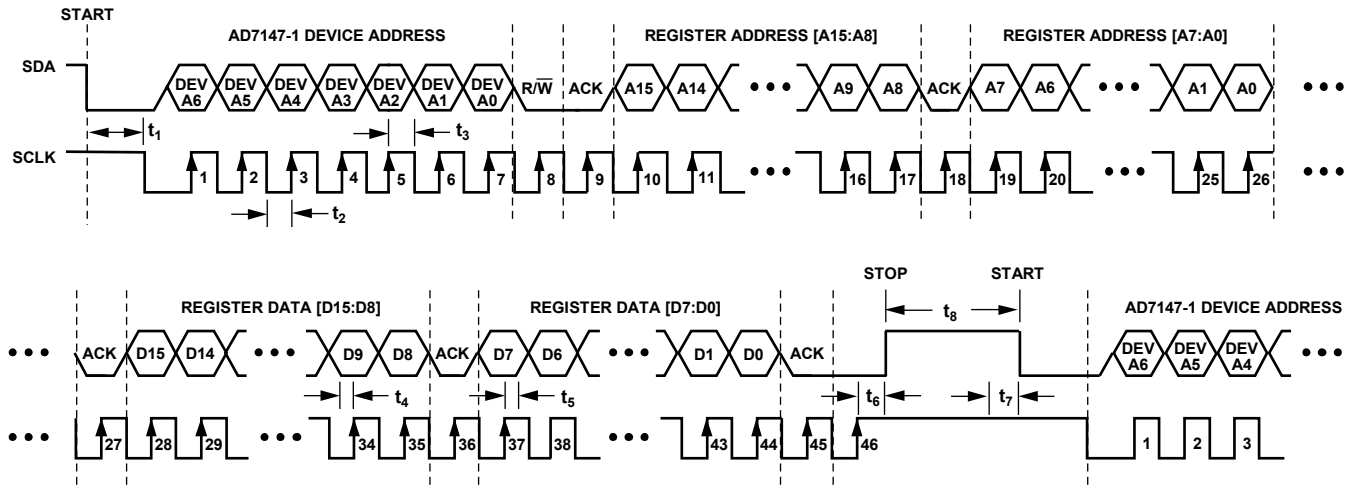 START
AD7147-1 DEVICE ADDRESS REGISTER ADDRESS [A15:A8] REGISTER ADDRESS [A7:A0]
SDA DEV A6 DEV A5 DEV A4 DEV A3 DEV A2 DEV A1 DEV A0 R/W ACK A15 A14 ••• A9 A8 ACK A7 A6 ••• A1 A0 •••
t1 t3
SCLK 1 2 3 4 5 6 7 8 9 10 11 ••• 16 17 18 19 20 ••• 25 26 •••
t2
STOP START
REGISTER DATA [D15:D8] REGISTER DATA [D7:D0] t8 AD7147-1 DEVICE ADDRESS
••• ACK D15 D14 ••• D9 D8 ACK D7 D6 ••• D1 D0 ACK DEV A6 DEV A5 DEV A4 •••
t4 t5 t6 t7
••• 27 28 29 ••• 34 35 36 37 38 ••• 43 44 45 46 1 2 3